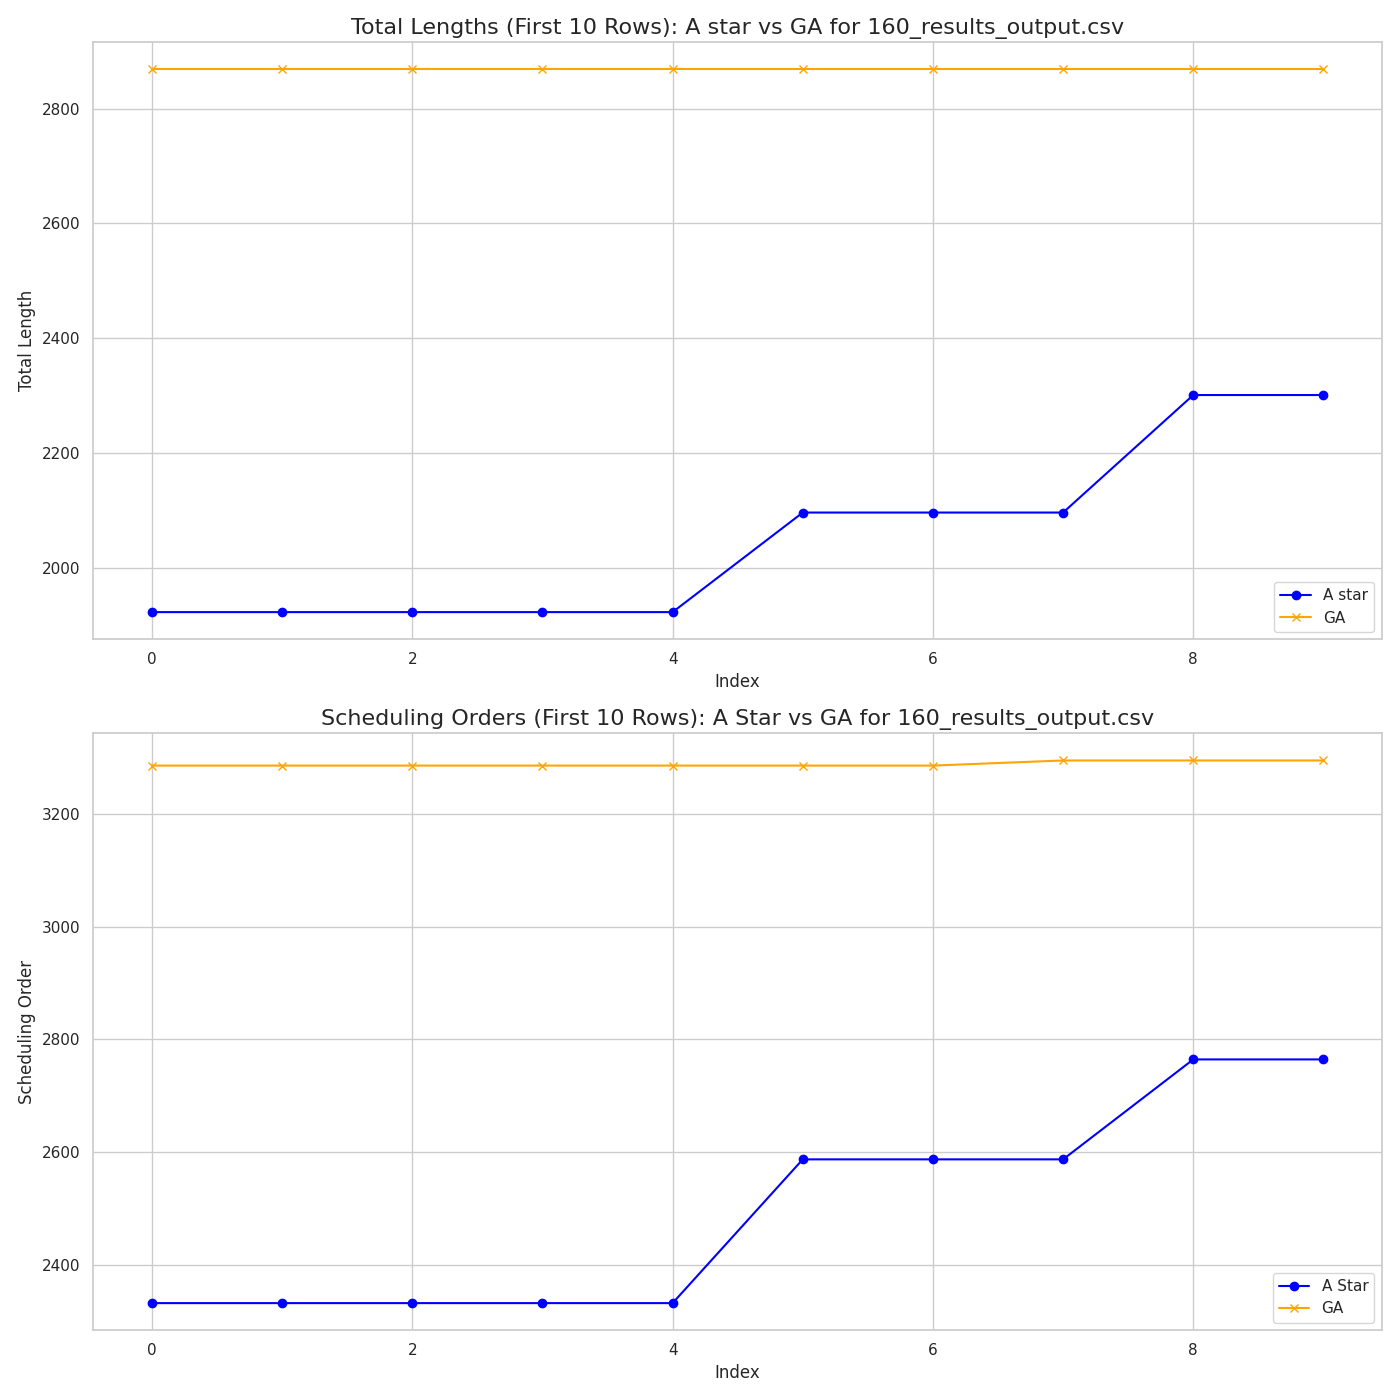 Total Lengths (First 10 Rows): A star vs GA for 160_results_output.csv
2800
2600
2400
2200
2000
Total Length
A star
GA
0 2 4 6 8
Index
Scheduling Orders (First 10 Rows): A Star vs GA for 160_results_output.csv
3200
3000
2800
2600
2400
Scheduling Order
A Star
GA
0 2 4 6 8
Index